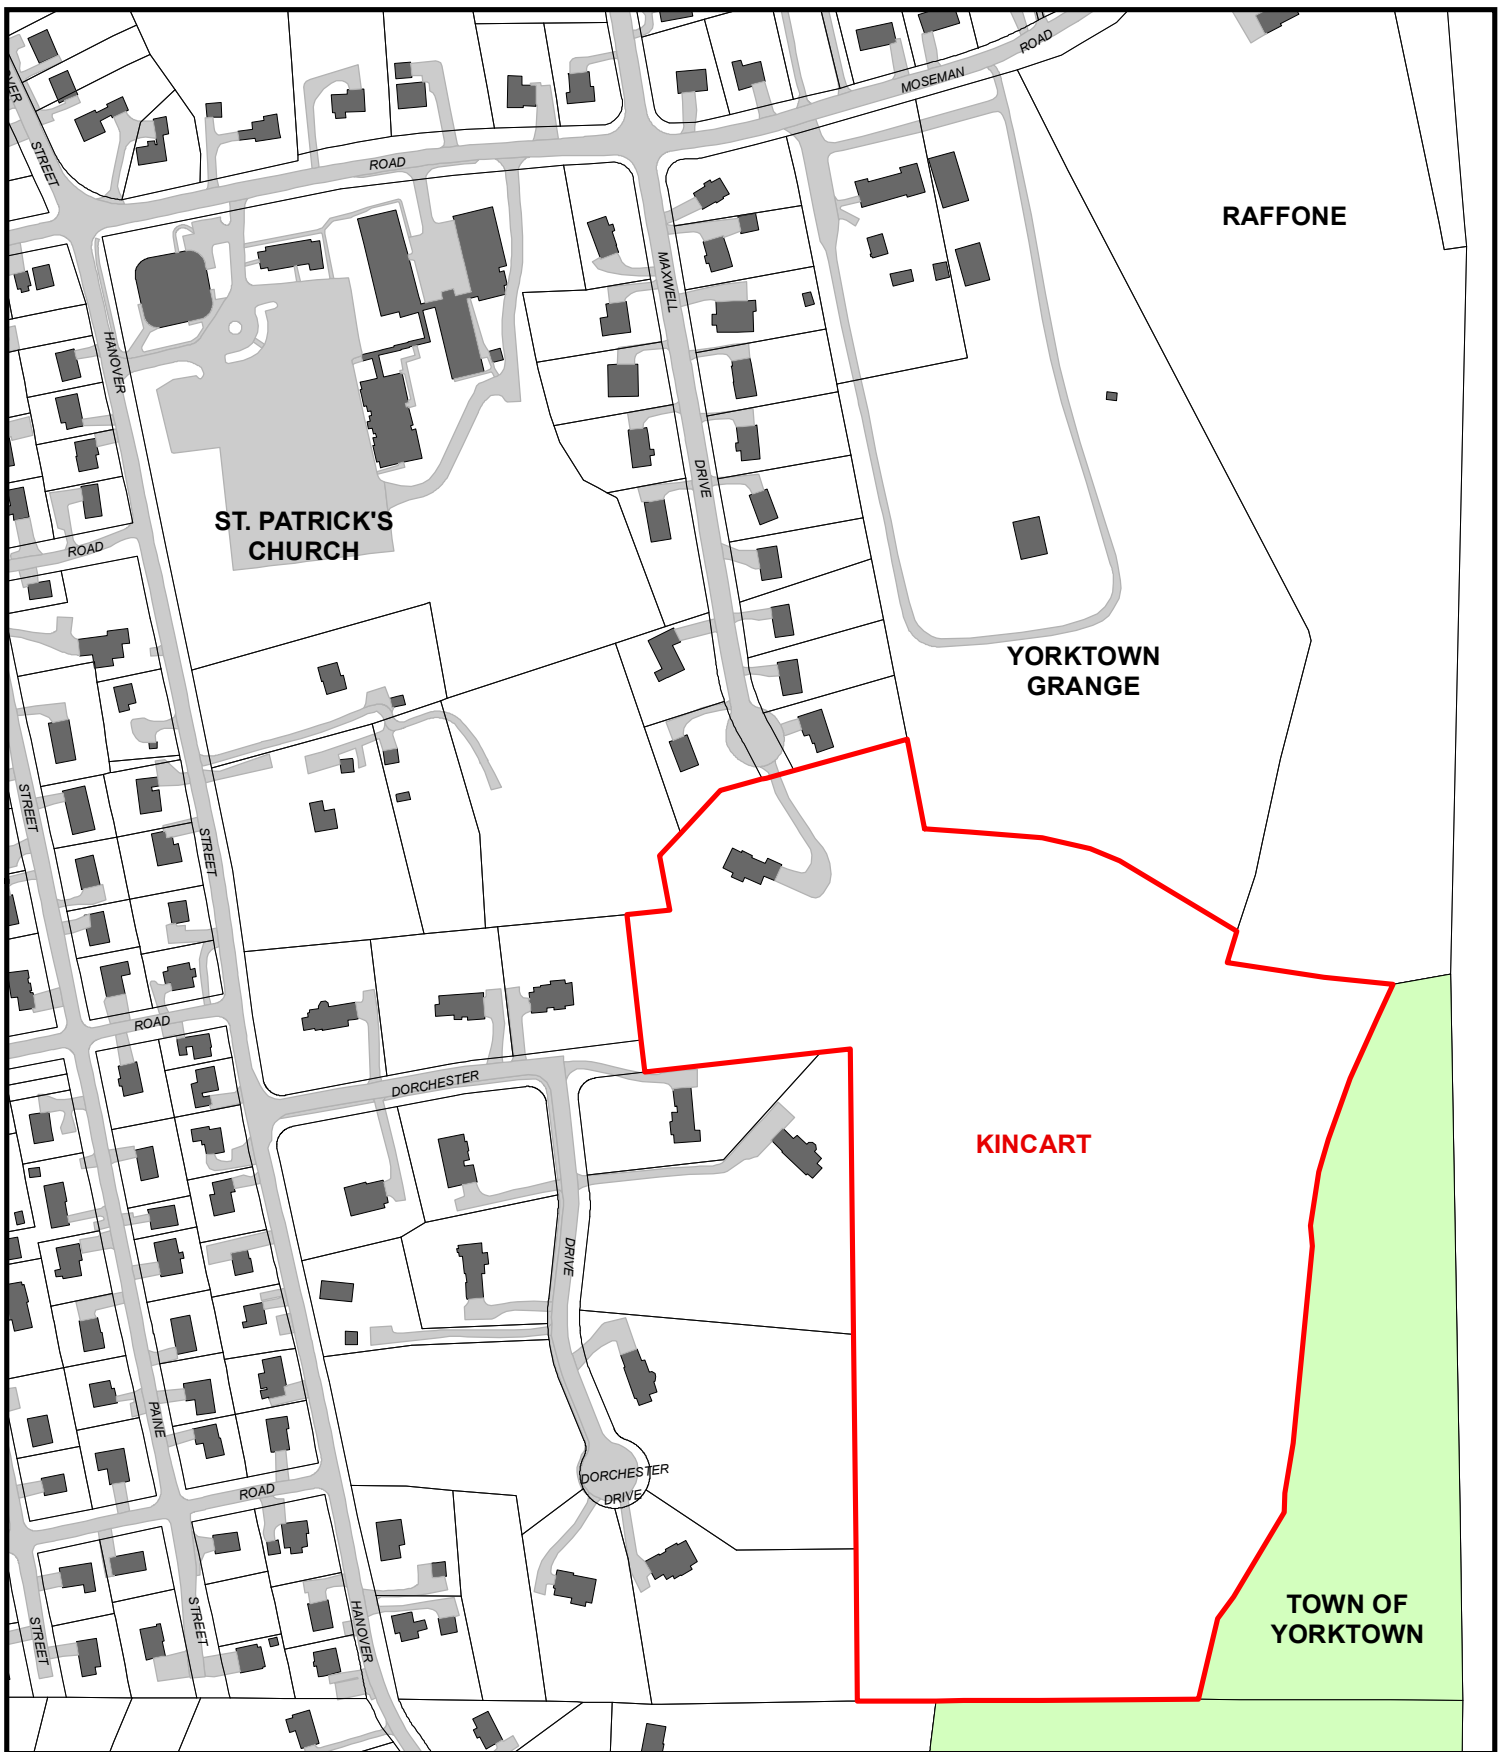 ROAD
MOSEMAN
OVER
STREET
ROAD
RAFFONE
MAXWELL
HANOVER
DRIVE
ST. PATRICK'S
CHURCH
ROAD
YORKTOWN
GRANGE
STREET
STREET
ROAD
DORCHESTER
KINCART
DRIVE
PAINE
DORCHESTER
DRIVE
ROAD
STREET
STREET
HANOVER
TOWN OF
YORKTOWN